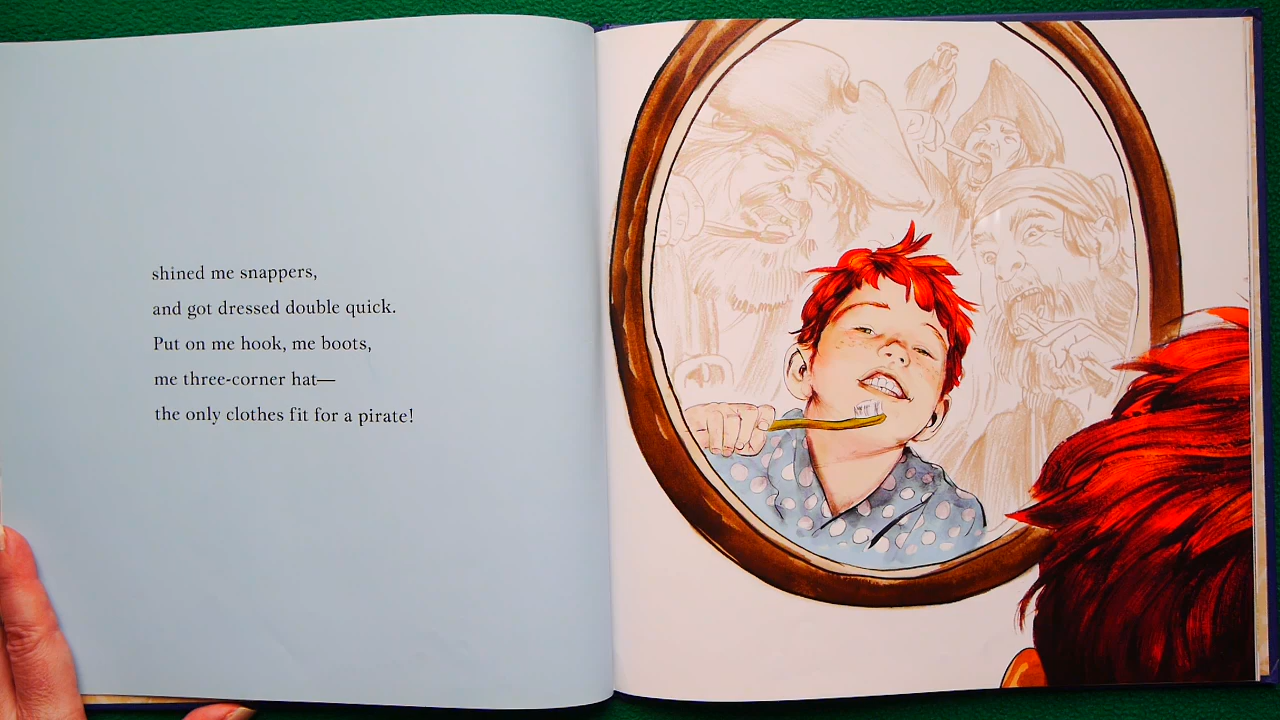 shined me snappers,
and got dressed double quick.
Put on me hook, me boots,
me three-corner hat—
the only clothes fit for a pirate!